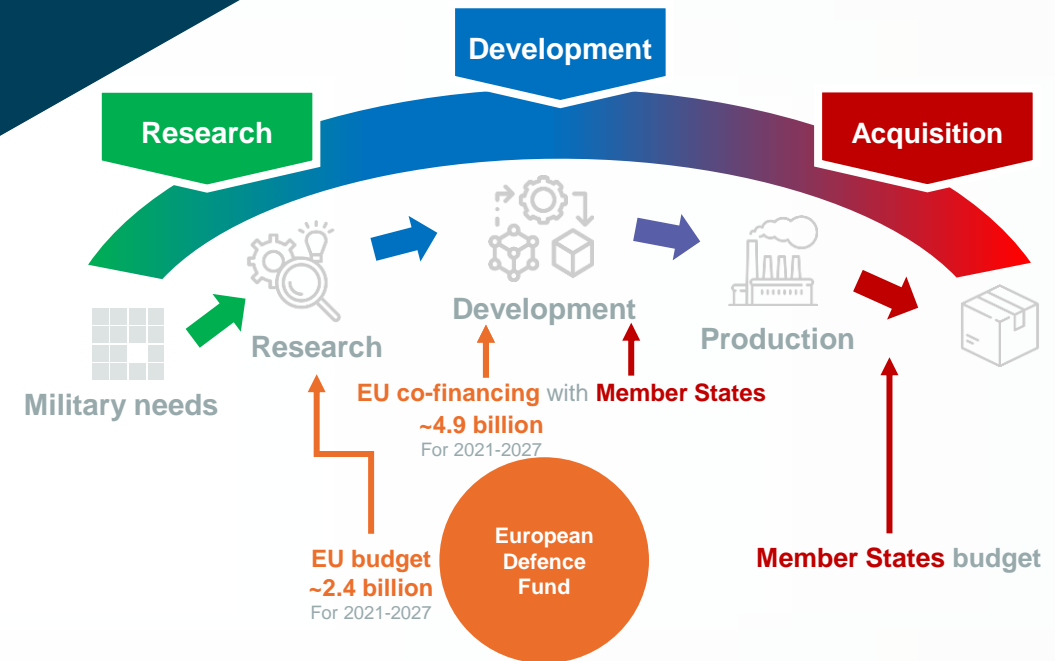 Development
Research
Acquisition
Development
Production
Research
Military needs
EU co-financing with Member States
~4.9 billion
For 2021-2027
European
Defence
Fund
EU budget
~2.4 billion
For 2021-2027
Member States budget